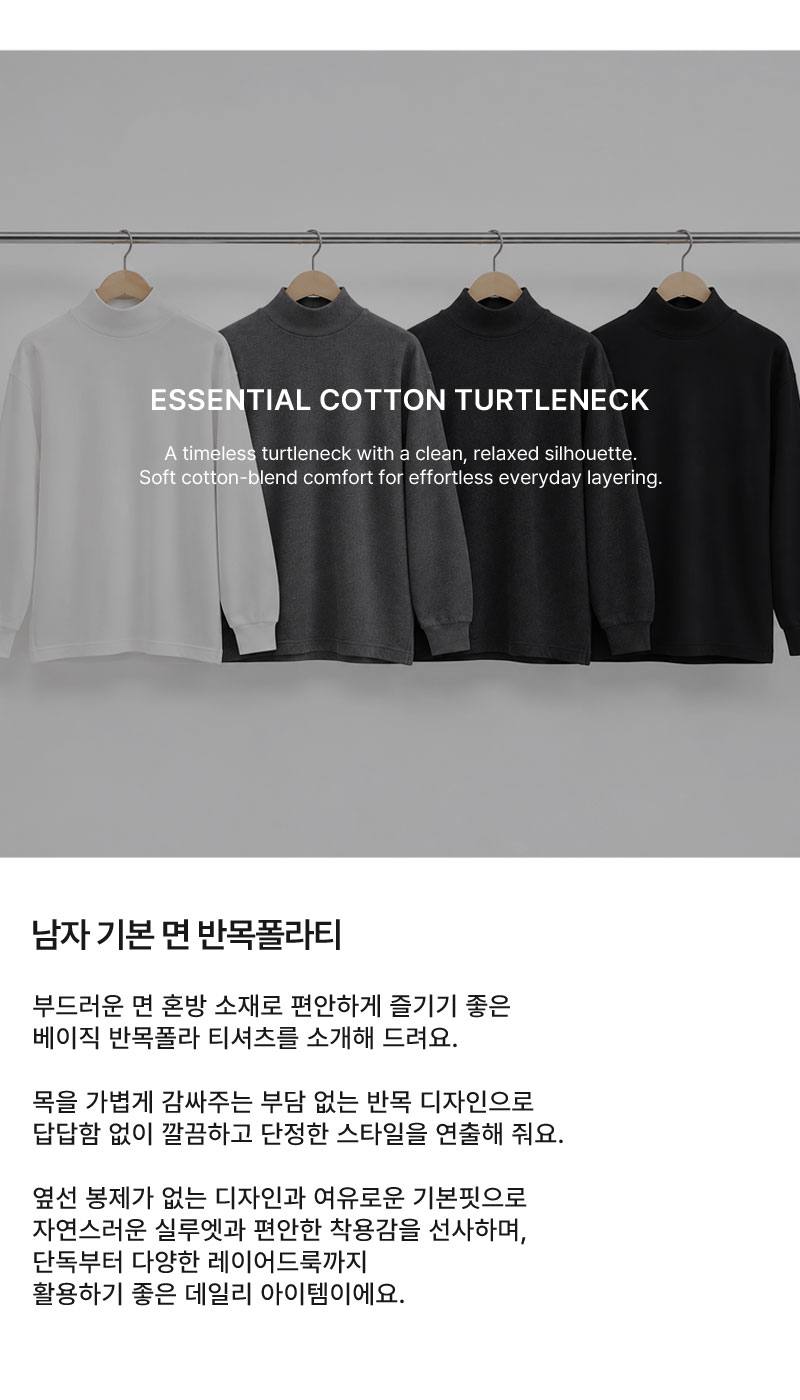 ESSENTIAL COTTON TURTLENECK
A timeless turtleneck with a clean, relaxed silhouette.
Soft cotton-blend comfort for effortless everyday layering.
남자 기본 면 반목폴라티
부드러운 면 혼방 소재로 편안하게 즐기기 좋은
베이직 반목폴라 티셔츠를 소개해 드려요.
목을 가볍게 감싸주는 부담 없는 반목 디자인으로
답답함 없이 깔끔하고 단정한 스타일을 연출해 줘요.
옆선 봉제가 없는 디자인과 여유로운 기본핏으로
자연스러운 실루엣과 편안한 착용감을 선사하며,
단독부터 다양한 레이어드룩까지
활용하기 좋은 데일리 아이템이에요.